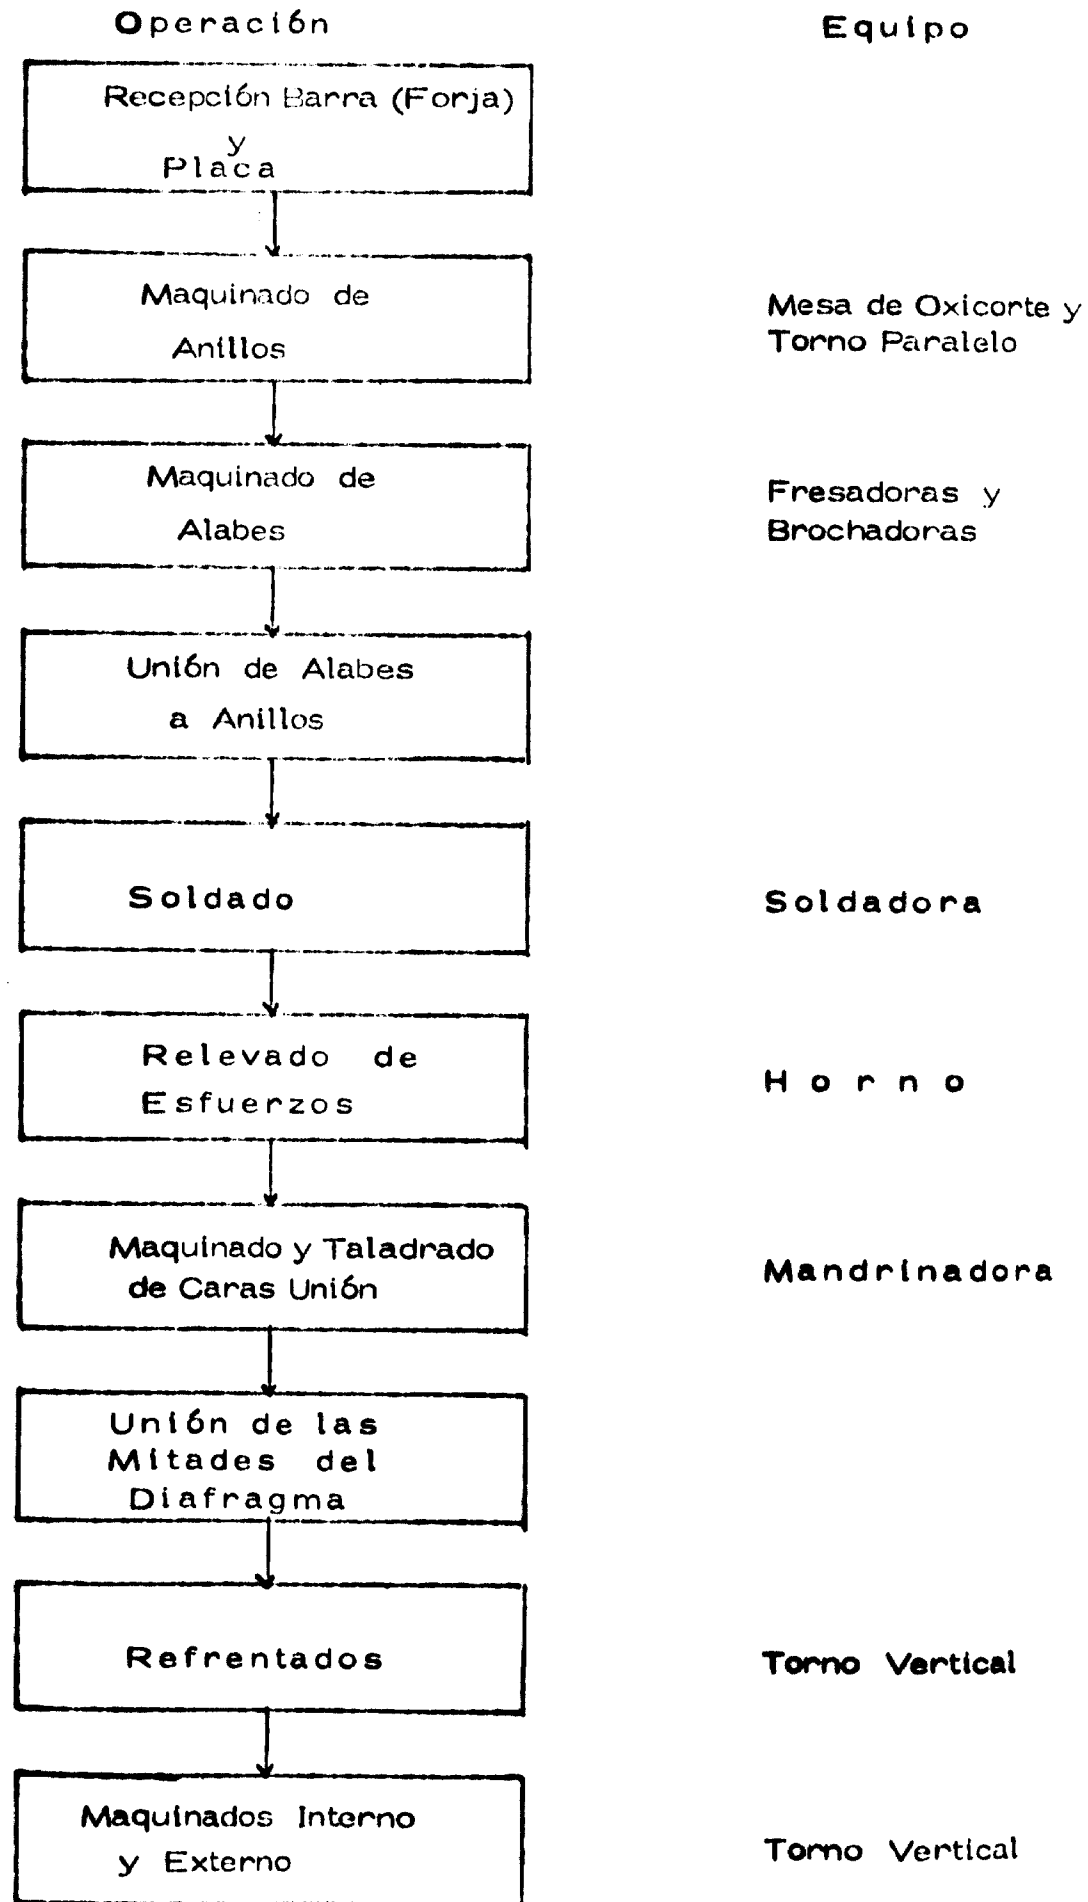 Operación
Equipo
Recepción Barra (Forja)
y
Placa
Maquinado de
Anillos
Mesa de Oxicorte y
Torno Paralelo
Maquinado de
Alabes
Fresadoras y
Brochadoras
Unión de Alabes
a Anillos
Soldado
Soldadora
Relevado de
Esfuerzos
Horno
Maquinado y Taladrado
de Caras Unión
Mandrinadora
Unión de las
Mitades del
Diafragma
Refrentados
Torno Vertical
Maquinados Interno
y Externo
Torno Vertical